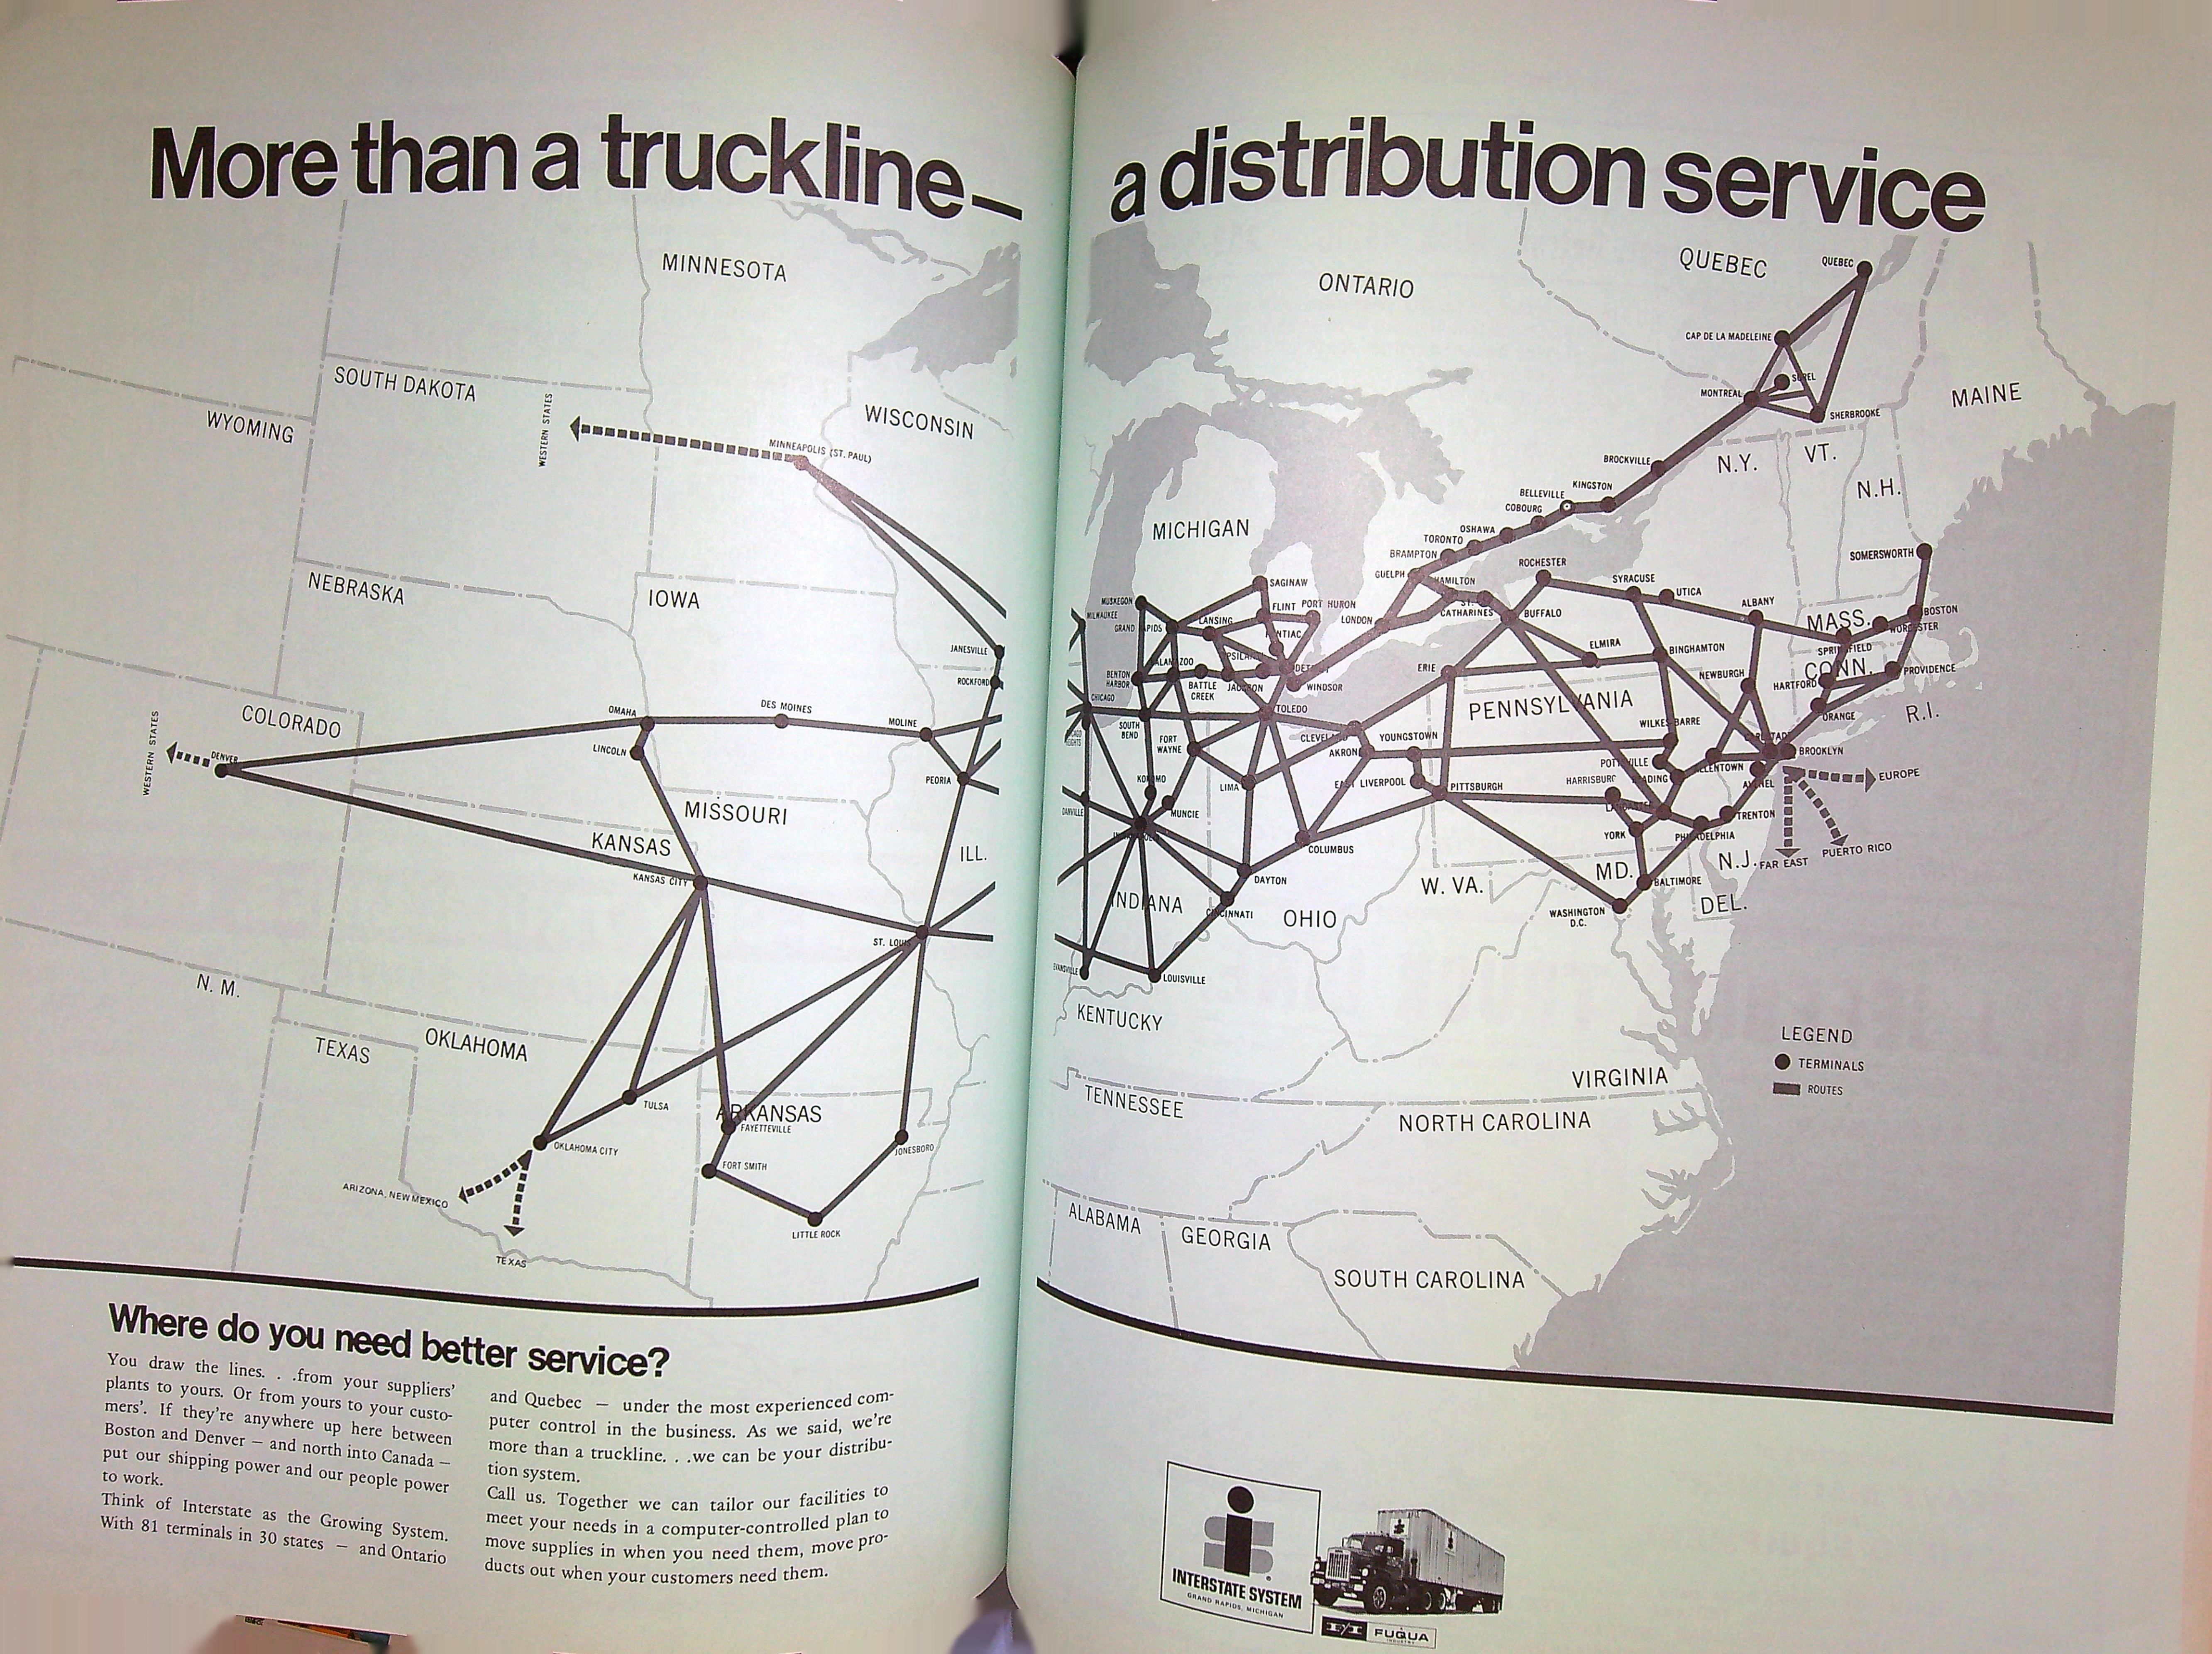 More than a truckline—
a distribution service
MINNESOTA
SOUTH DAKOTA
WYOMING
WESTERN STATES
MINNEAPOLIS (ST. PAUL)
WISCONSIN
NEBRASKA
IOWA
JANESVILLE
ROCKFORD
COLORADO
OMAHA
DES MOINES
MOLINE
LINCOLN
WESTERN STATES
DENVER
PEORIA
MISSOURI
KANSAS
ILL.
KANSAS CITY
ST. LOUIS
N. M.
TEXAS
OKLAHOMA
TULSA
ARKANSAS
FAYETTEVILLE
OKLAHOMA CITY
FORT SMITH
JONESBORO
ARIZONA, NEW MEXICO
LITTLE ROCK
TEXAS
QUEBEC
QUEBEC
ONTARIO
CAP DE LA MADELEINE
SOREL
MONTREAL
SHERBROOKE
MAINE
BROCKVILLE
N.Y.
VT.
N.H.
KINGSTON
BELLEVILLE
COBOURG
OSHAWA
TORONTO
BRAMPTON
MICHIGAN
GUELPH
HAMILTON
ROCHESTER
SYRACUSE
UTICA
ALBANY
SOMERSWORTH
SAGINAW
MUSKEGON
MILWAUKEE
FLINT
PORT HURON
GRAND RAPIDS
LANSING
PONTIAC
LONDON
ST. CATHARINES
BUFFALO
MASS.
BOSTON
WORCESTER
SPRINGFIELD
KALAMAZOO
YPSILANTI
DETROIT
BENTON HARBOR
BATTLE CREEK
JACKSON
WINDSOR
ERIE
ELMIRA
BINGHAMTON
NEWBURGH
CONN.
HARTFORD
PROVIDENCE
CHICAGO
TOLEDO
PENNSYLVANIA
ORANGE
R.I.
SOUTH BEND
FORT WAYNE
CLEVELAND
AKRON
YOUNGSTOWN
WILKES BARRE
BROOKLYN
POTTSVILLE
ALLENTOWN
KOKOMO
LIMA
EAST LIVERPOOL
PITTSBURGH
HARRISBURG
READING
AVENEL
EUROPE
DANVILLE
MUNCIE
LANCASTER
TRENTON
YORK
PHILADELPHIA
COLUMBUS
N.J.
FAR EAST
PUERTO RICO
DAYTON
W. VA.
MD.
BALTIMORE
INDIANA
CINCINNATI
OHIO
WASHINGTON D.C.
DEL.
EVANSVILLE
LOUISVILLE
KENTUCKY
LEGEND
TERMINALS
ROUTES
VIRGINIA
TENNESSEE
NORTH CAROLINA
ALABAMA
GEORGIA
SOUTH CAROLINA
Where do you need better service?
You draw the lines. . .from your suppliers'
plants to yours. Or from yours to your custo-
mers'. If they're anywhere up here between
Boston and Denver — and north into Canada —
put our shipping power and our people power
to work.
Think of Interstate as the Growing System.
With 81 terminals in 30 states — and Ontario
and Quebec — under the most experienced com-
puter control in the business. As we said, we're
more than a truckline. . .we can be your distribu-
tion system.
Call us. Together we can tailor our facilities to
meet your needs in a computer-controlled plan to
move supplies in when you need them, move pro-
ducts out when your customers need them.
INTERSTATE SYSTEM
GRAND RAPIDS, MICHIGAN
FUQUA
INDUSTRY